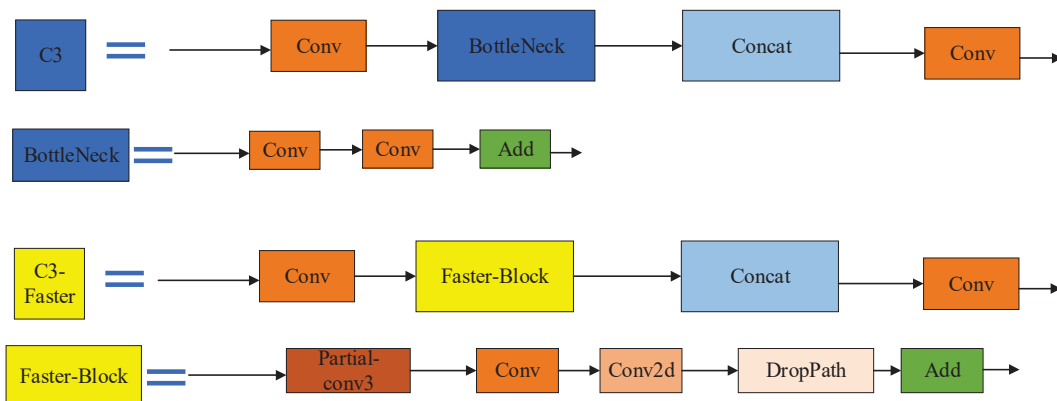 C3
Conv
BottleNeck
Concat
Conv
BottleNeck
Conv
Conv
Add
C3-
Faster
Conv
Faster-Block
Concat
Conv
Faster-Block
Partial-
conv3
Conv
Conv2d
DropPath
Add